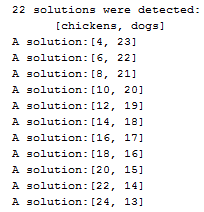 22 solutions were detected:
[chickens, dogs]
A solution:[4, 23]
A solution:[6, 22]
A solution:[8, 21]
A solution:[10, 20]
A solution:[12, 19]
A solution:[14, 18]
A solution:[16, 17]
A solution:[18, 16]
A solution:[20, 15]
A solution:[22, 14]
A solution:[24, 13]